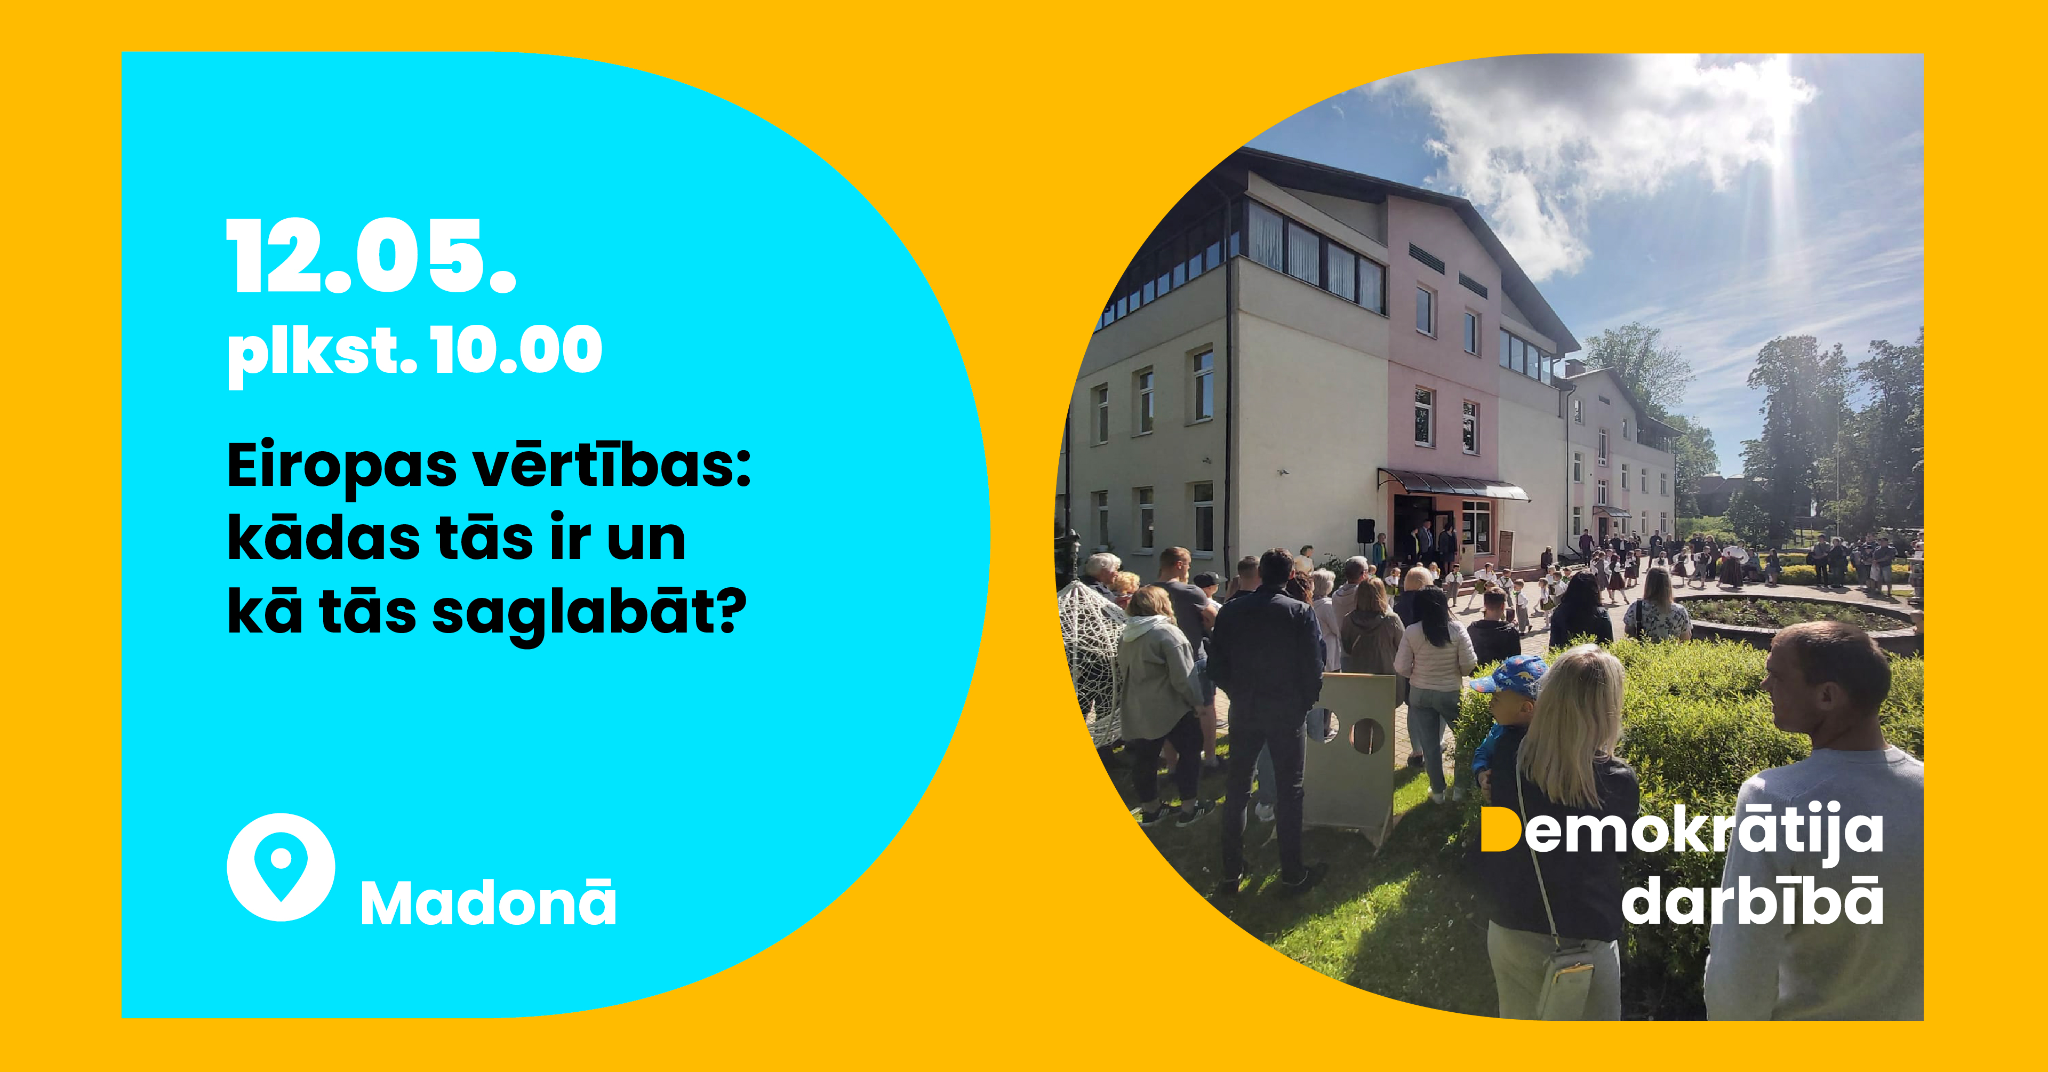 12.05.
plkst. 10.00
Eiropas vērtības:
kādas tās ir un
kā tās saglabāt?
Madonā
Demokrātija
darbībā